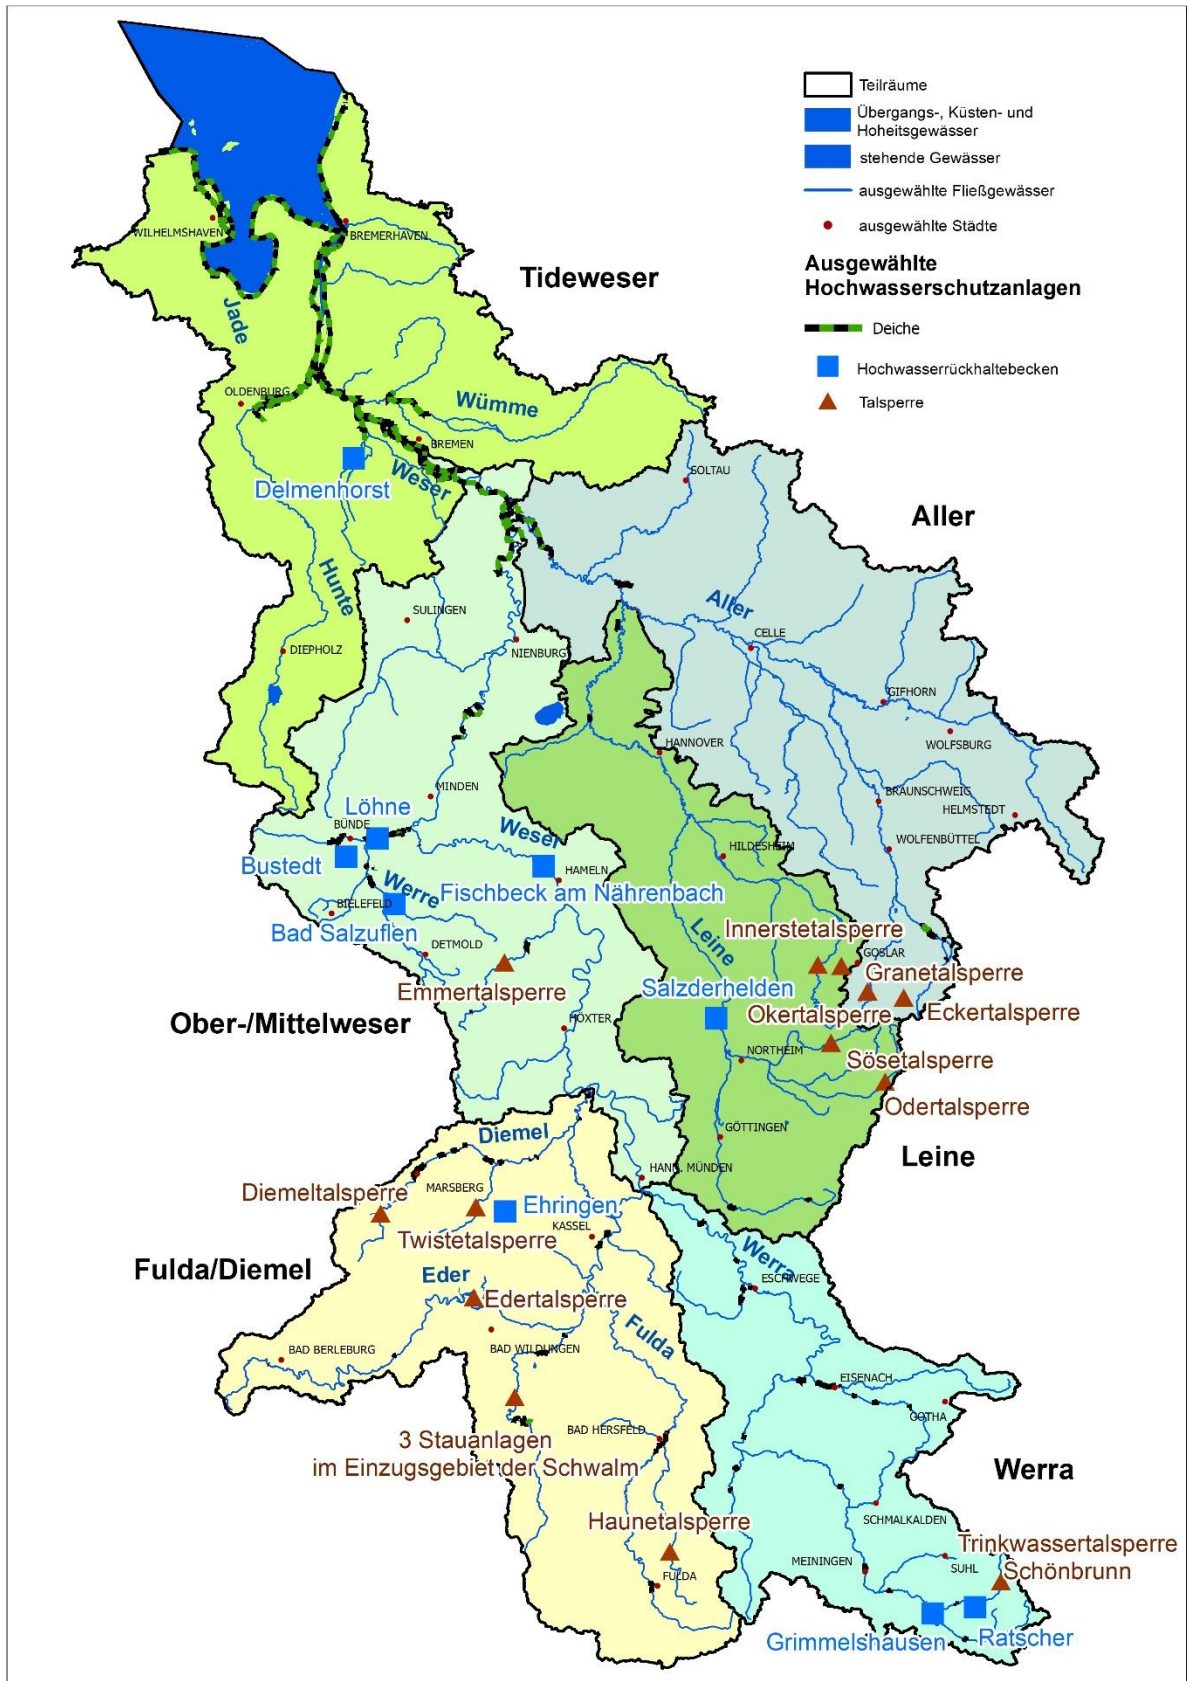 Teilräume
Übergangs-, Küsten- und
Hoheitsgewässer
stehende Gewässer
ausgewählte Fließgewässer
ausgewählte Städte
Ausgewählte
Hochwasserschutzanlagen
Deiche
Hochwasserrückhaltebecken
Talsperre
WILHELMSHAVEN
BREMERHAVEN
Tideweser
Jade
OLDENBURG
Wümme
BREMEN
Weser
Delmenhorst
SOLTAU
Aller
Hunte
SULINGEN
Aller
CELLE
NIENBURG
DIEPHOLZ
GIFHORN
WOLFSBURG
HANNOVER
MINDEN
BRAUNSCHWEIG
HELMSTEDT
Löhne
BÜNDE
Weser
WOLFENBÜTTEL
HILDESHEIM
Bustedt
HAMELN
Werre
Fischbeck am Nährenbach
BIELEFELD
Bad Salzuflen
DETMOLD
Leine
Innerstetalsperre
GOSLAR
Granetalsperre
Emmertalsperre
Salzderhelden
Okertalsperre
Eckertalsperre
Ober-/Mittelweser
HÖXTER
NORTHEIM
Sösetalsperre
Odertalsperre
Diemel
GÖTTINGEN
Leine
HANN. MÜNDEN
Diemeltalsperre
MARSBERG
Ehringen
KASSEL
Twistetalsperre
Werra
Fulda/Diemel
Eder
ESCHWEGE
Edertalsperre
Fulda
BAD WILDUNGEN
BAD BERLEBURG
EISENACH
GOTHA
3 Stauanlagen
im Einzugsgebiet der Schwalm
BAD HERSFELD
Werra
SCHMALKALDEN
Haunetalsperre
Trinkwassertalsperre
Schönbrunn
MEININGEN
SUHL
FULDA
Grimmelshausen
Ratscher